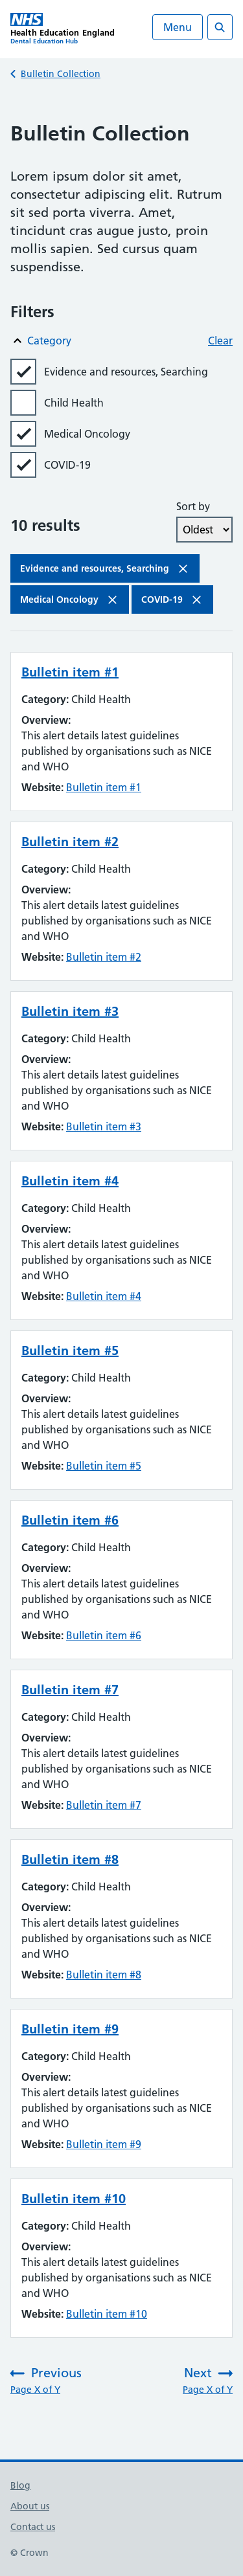 NHS
Health Education England
Dental Education Hub
Menu
Bulletin Collection
Bulletin Collection
Lorem ipsum dolor sit amet,
consectetur adipiscing elit. Rutrum
sit sed porta viverra. Amet,
tincidunt cras augue justo, proin
mollis sapien. Sed cursus quam
suspendisse.
Filters
Category
Clear
Evidence and resources, Searching
Child Health
Medical Oncology
COVID-19
10 results
Sort by
Oldest
Evidence and resources, Searching
Medical Oncology
COVID-19
Bulletin item #1
Category: Child Health
Overview:
This alert details latest guidelines
published by organisations such as NICE
and WHO
Website: Bulletin item #1
Bulletin item #2
Category: Child Health
Overview:
This alert details latest guidelines
published by organisations such as NICE
and WHO
Website: Bulletin item #2
Bulletin item #3
Category: Child Health
Overview:
This alert details latest guidelines
published by organisations such as NICE
and WHO
Website: Bulletin item #3
Bulletin item #4
Category: Child Health
Overview:
This alert details latest guidelines
published by organisations such as NICE
and WHO
Website: Bulletin item #4
Bulletin item #5
Category: Child Health
Overview:
This alert details latest guidelines
published by organisations such as NICE
and WHO
Website: Bulletin item #5
Bulletin item #6
Category: Child Health
Overview:
This alert details latest guidelines
published by organisations such as NICE
and WHO
Website: Bulletin item #6
Bulletin item #7
Category: Child Health
Overview:
This alert details latest guidelines
published by organisations such as NICE
and WHO
Website: Bulletin item #7
Bulletin item #8
Category: Child Health
Overview:
This alert details latest guidelines
published by organisations such as NICE
and WHO
Website: Bulletin item #8
Bulletin item #9
Category: Child Health
Overview:
This alert details latest guidelines
published by organisations such as NICE
and WHO
Website: Bulletin item #9
Bulletin item #10
Category: Child Health
Overview:
This alert details latest guidelines
published by organisations such as NICE
and WHO
Website: Bulletin item #10
Previous
Page X of Y
Next
Page X of Y
Blog
About us
Contact us
© Crown